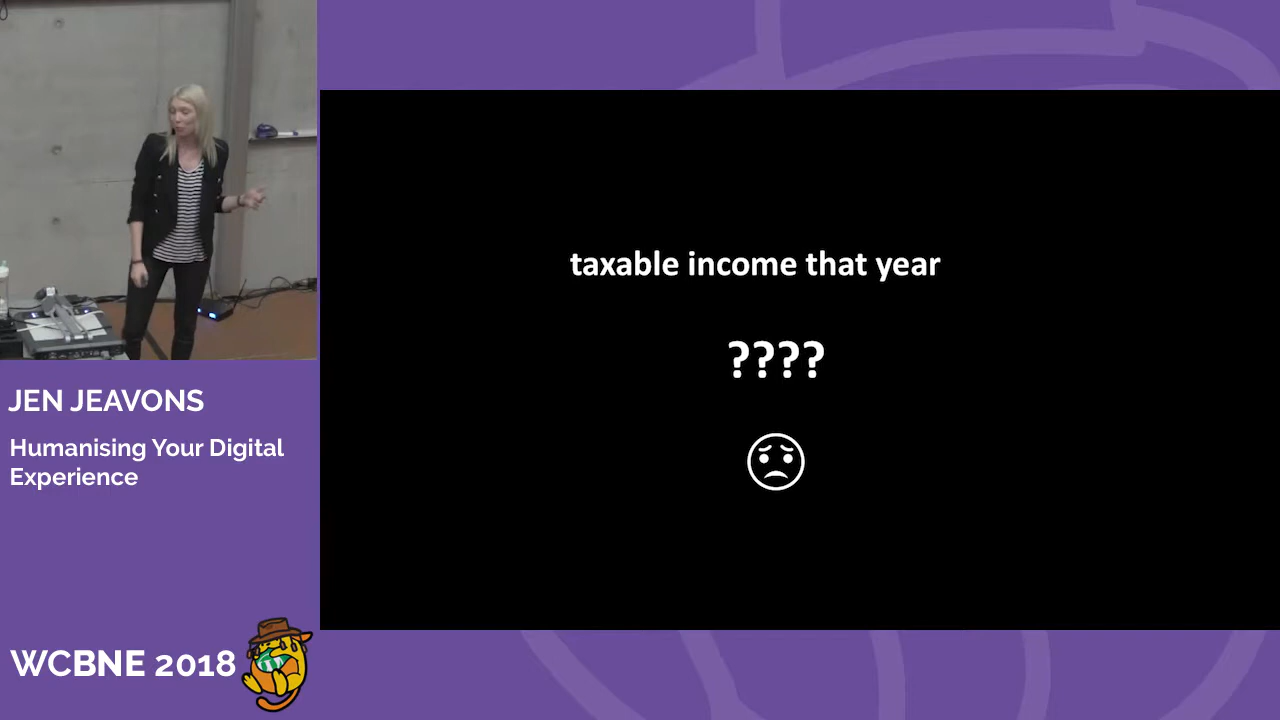 taxable income that year
????
JEN JEAVONS
Humanising Your Digital
Experience
WCBNE 2018